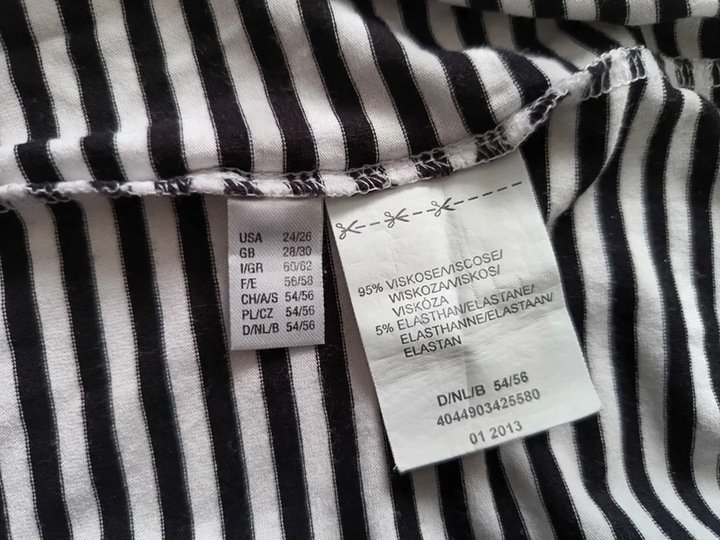 USA 24/26
GB 28/30
I/GR 60/62
F/E 56/58
CH/A/S 54/56
PL/CZ 54/56
D/NL/B 54/56
95% VISKOSE/VISCOSE/
WISKOZA/VISKOS/
VISKÓZA
5% ELASTHAN/ELASTANE/
ELASTHANNE/ELASTAAN/
ELASTAN
D/NL/B 54/56
4044903425580
01 2013